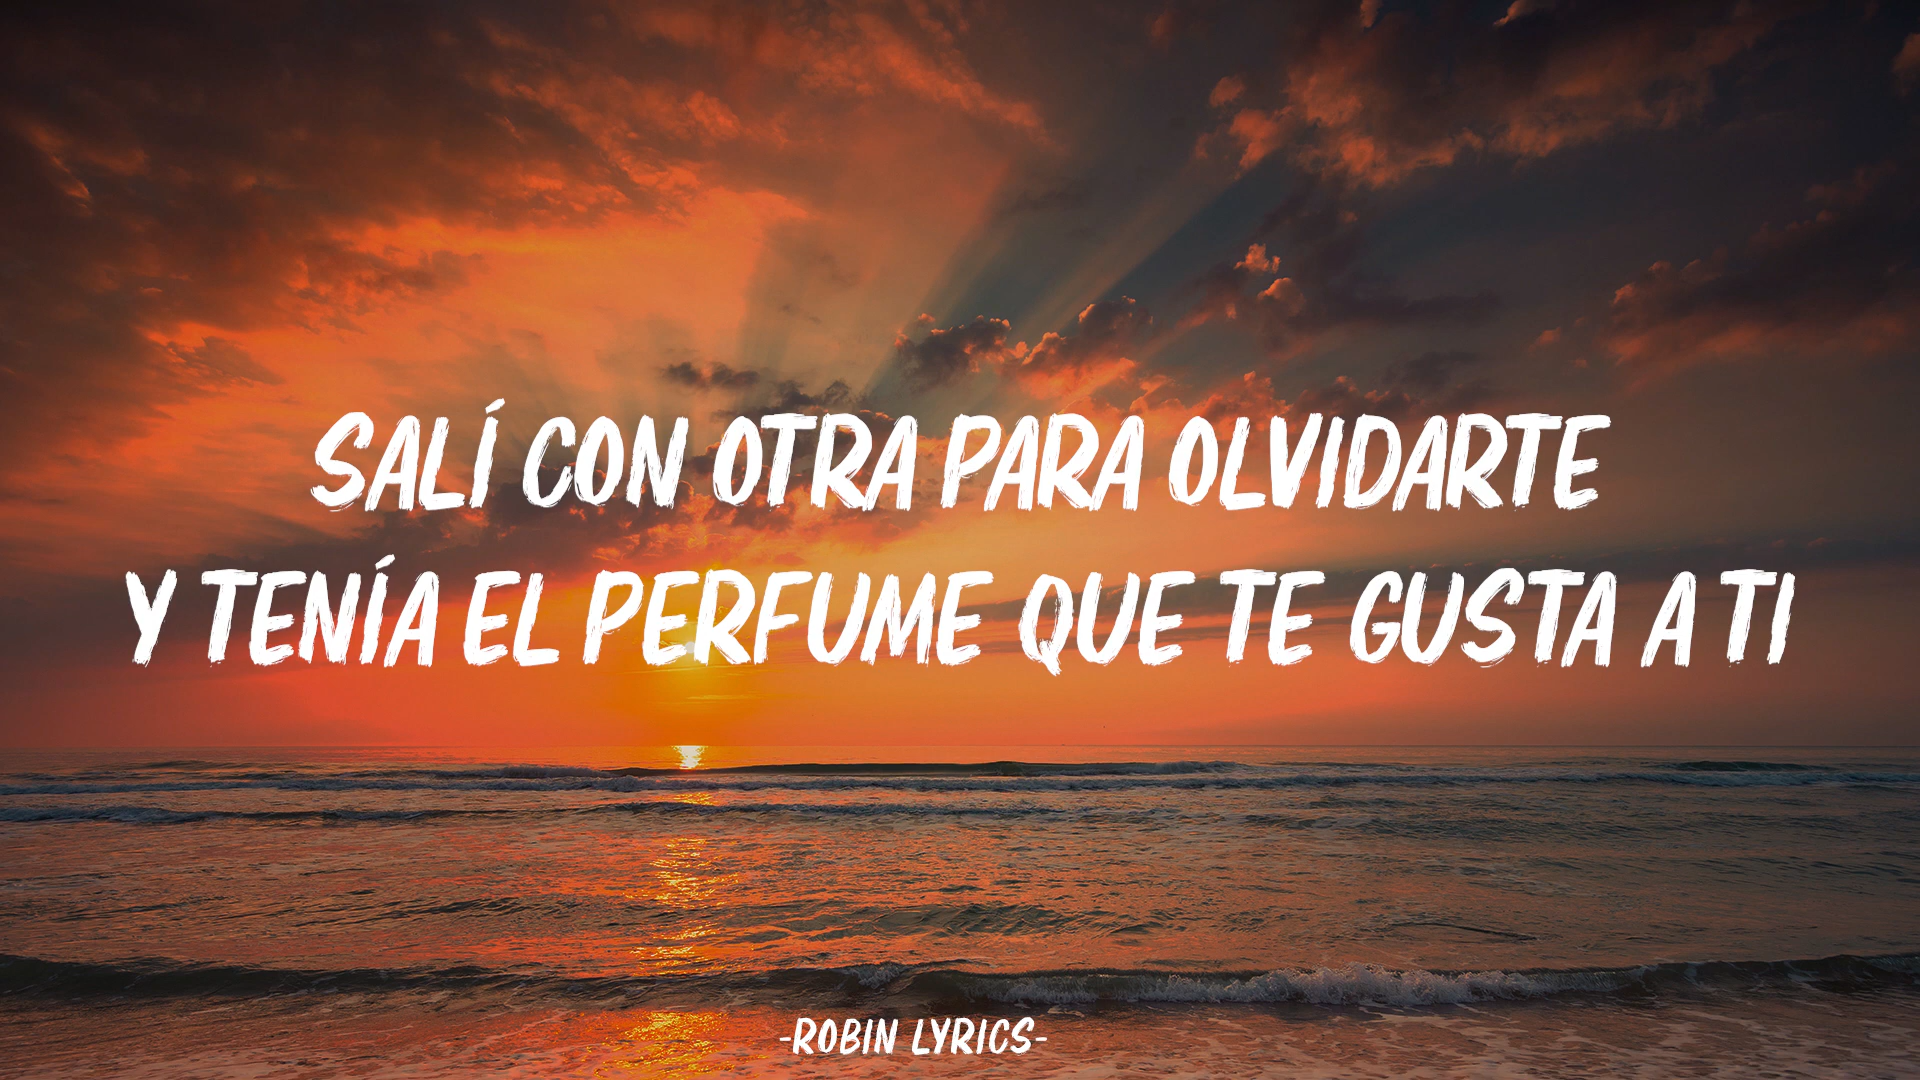 SALÍ CON OTRA PARA OLVIDARTE
Y TENÍA EL PERFUME QUE TE GUSTA A TI
-ROBIN LYRICS-